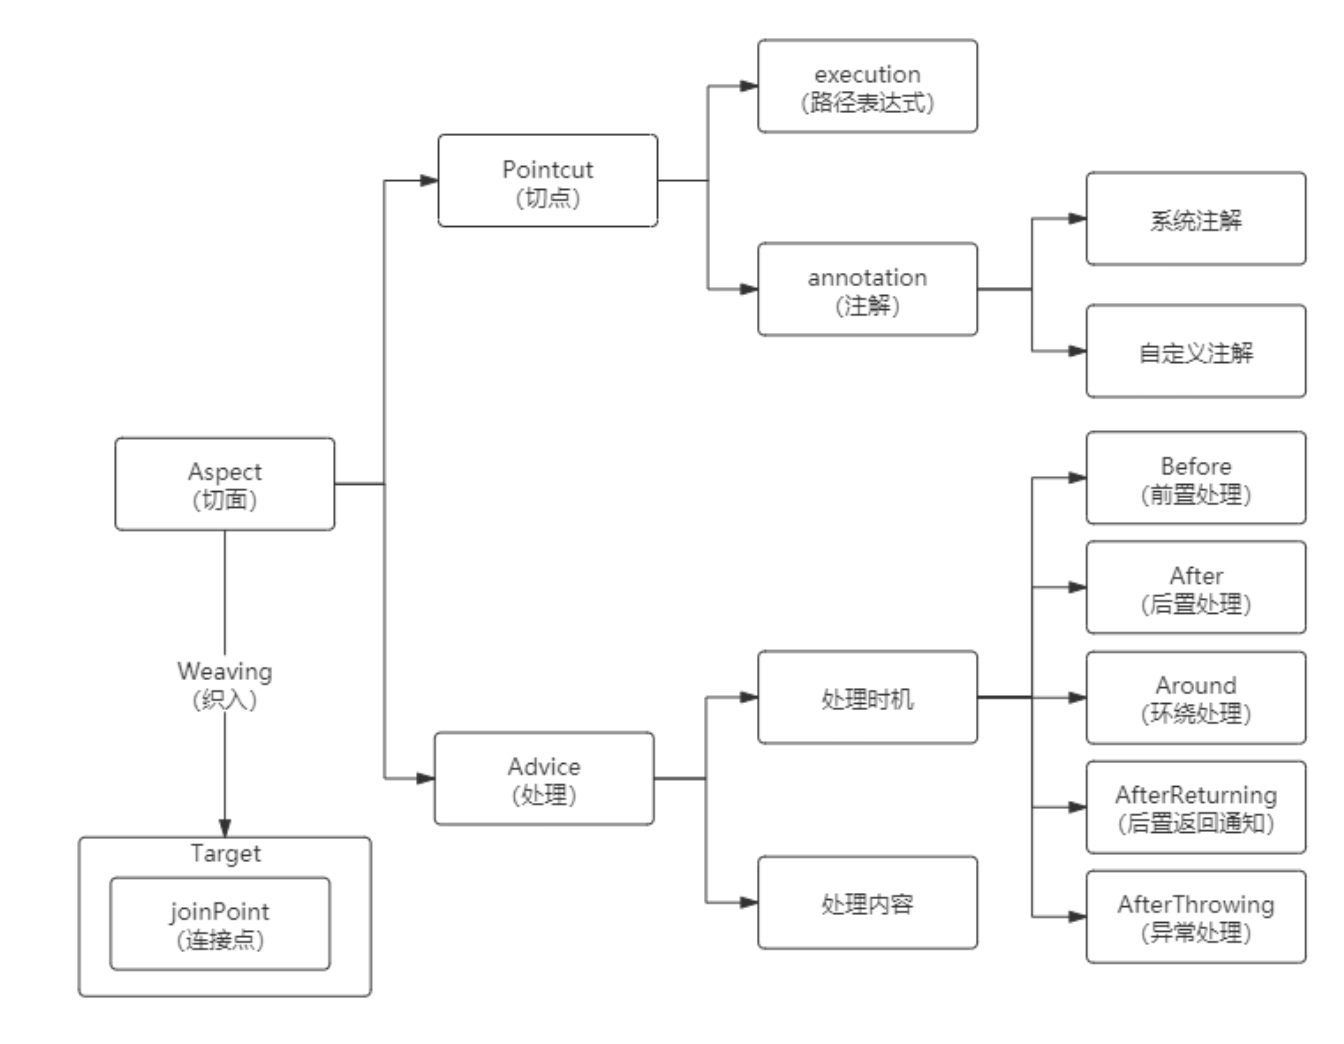 execution
(路径表达式)
Pointcut
(切点)
annotation
(注解)
系统注解
自定义注解
Aspect
(切面)
Before
(前置处理)
After
(后置处理)
Weaving
(织入)
处理时机
Around
(环绕处理)
Advice
(处理)
AfterReturning
(后置返回通知)
Target
joinPoint
(连接点)
处理内容
AfterThrowing
(异常处理)